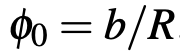 ϕ₀ = b/R